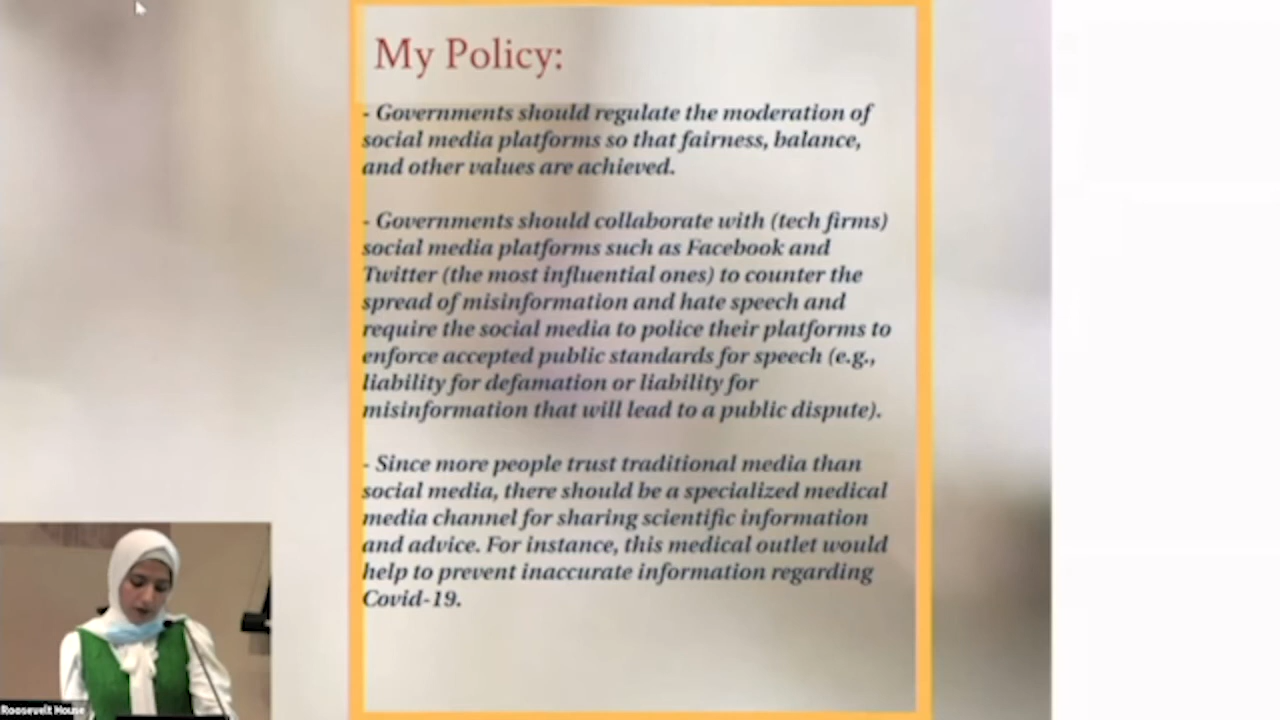 My Policy:
- Governments should regulate the moderation of
social media platforms so that fairness, balance,
and other values are achieved.
- Governments should collaborate with (tech firms)
social media platforms such as Facebook and
Twitter (the most influential ones) to counter the
spread of misinformation and hate speech and
require the social media to police their platforms to
enforce accepted public standards for speech (e.g.,
liability for defamation or liability for
misinformation that will lead to a public dispute).
- Since more people trust traditional media than
social media, there should be a specialized medical
media channel for sharing scientific information
and advice. For instance, this medical outlet would
help to prevent inaccurate information regarding
Covid-19.
Roosevelt House